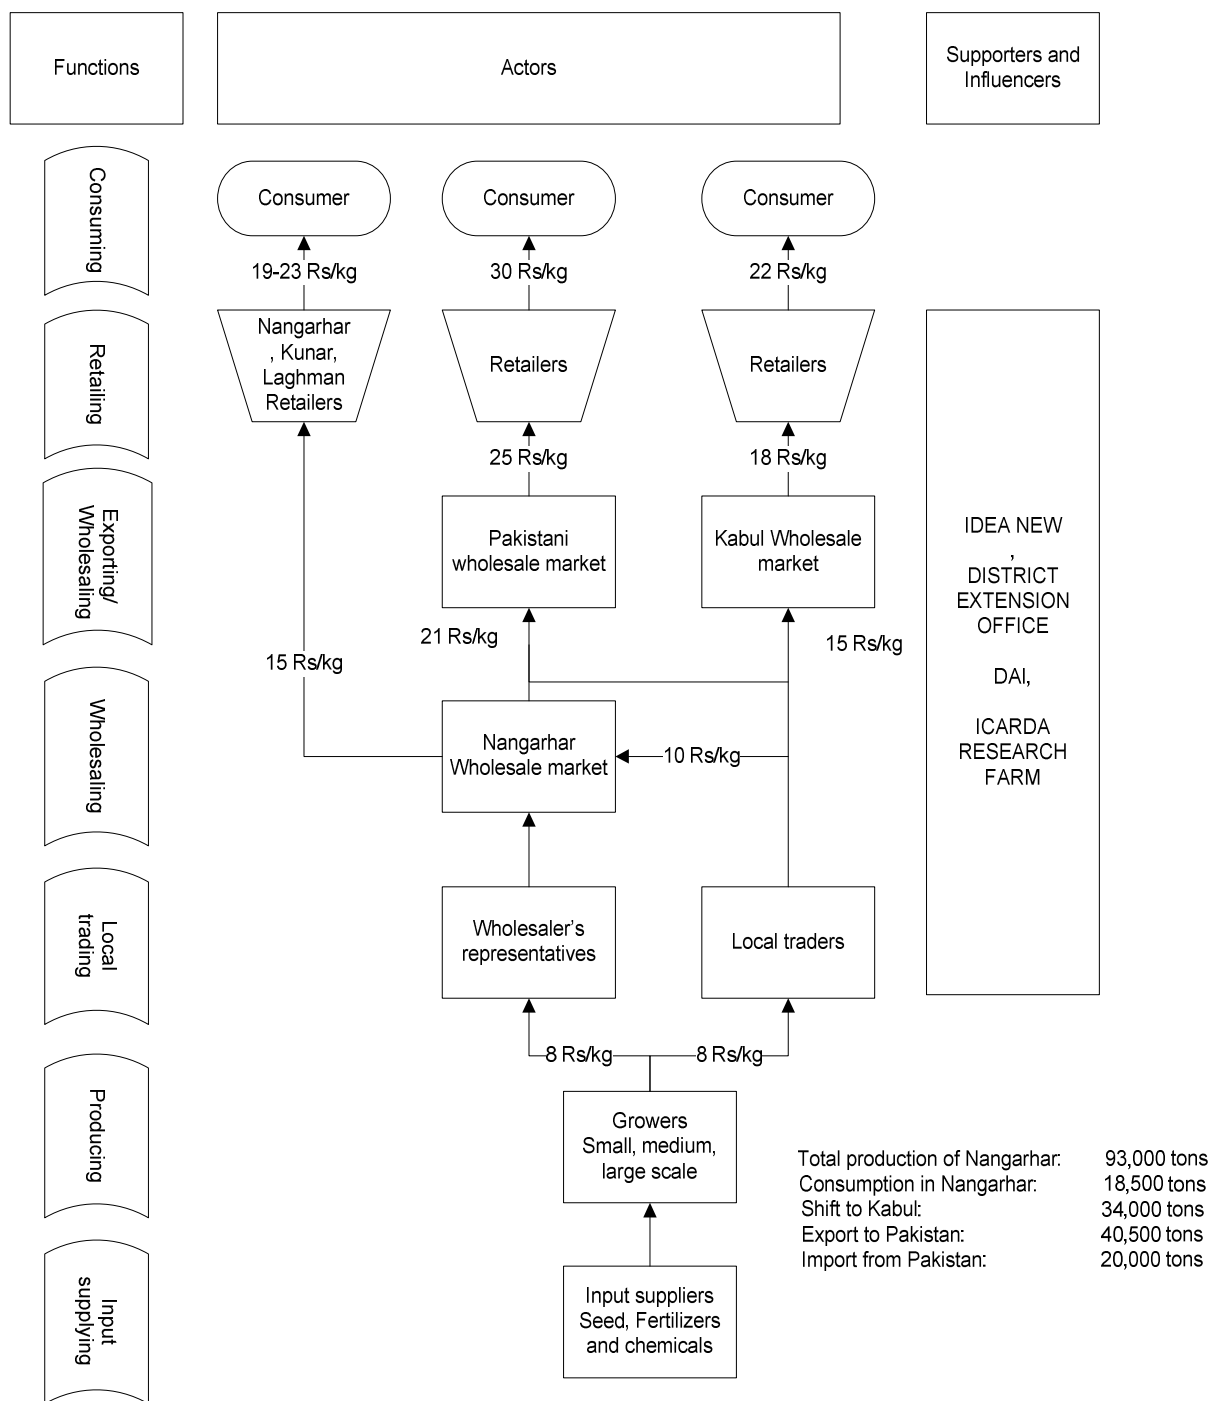 Functions
Actors
Supporters and
Influencers
Consuming
Consumer
Consumer
Consumer
19-23 Rs/kg
30 Rs/kg
22 Rs/kg
Retailing
Nangarhar
, Kunar,
Laghman
Retailers
Retailers
Retailers
25 Rs/kg
18 Rs/kg
Exporting/
Wholesaling
Pakistani
wholesale market
Kabul Wholesale
market
IDEA NEW
,
DISTRICT
EXTENSION
OFFICE
DAI,
ICARDA
RESEARCH
FARM
15 Rs/kg
21 Rs/kg
15 Rs/kg
Wholesaling
Nangarhar
Wholesale market
10 Rs/kg
Local
trading
Wholesaler's
representatives
Local traders
8 Rs/kg
8 Rs/kg
Producing
Growers
Small, medium,
large scale
Total production of Nangarhar: 93,000 tons
Consumption in Nangarhar: 18,500 tons
Shift to Kabul: 34,000 tons
Export to Pakistan: 40,500 tons
Import from Pakistan: 20,000 tons
Input
supplying
Input suppliers
Seed, Fertilizers
and chemicals